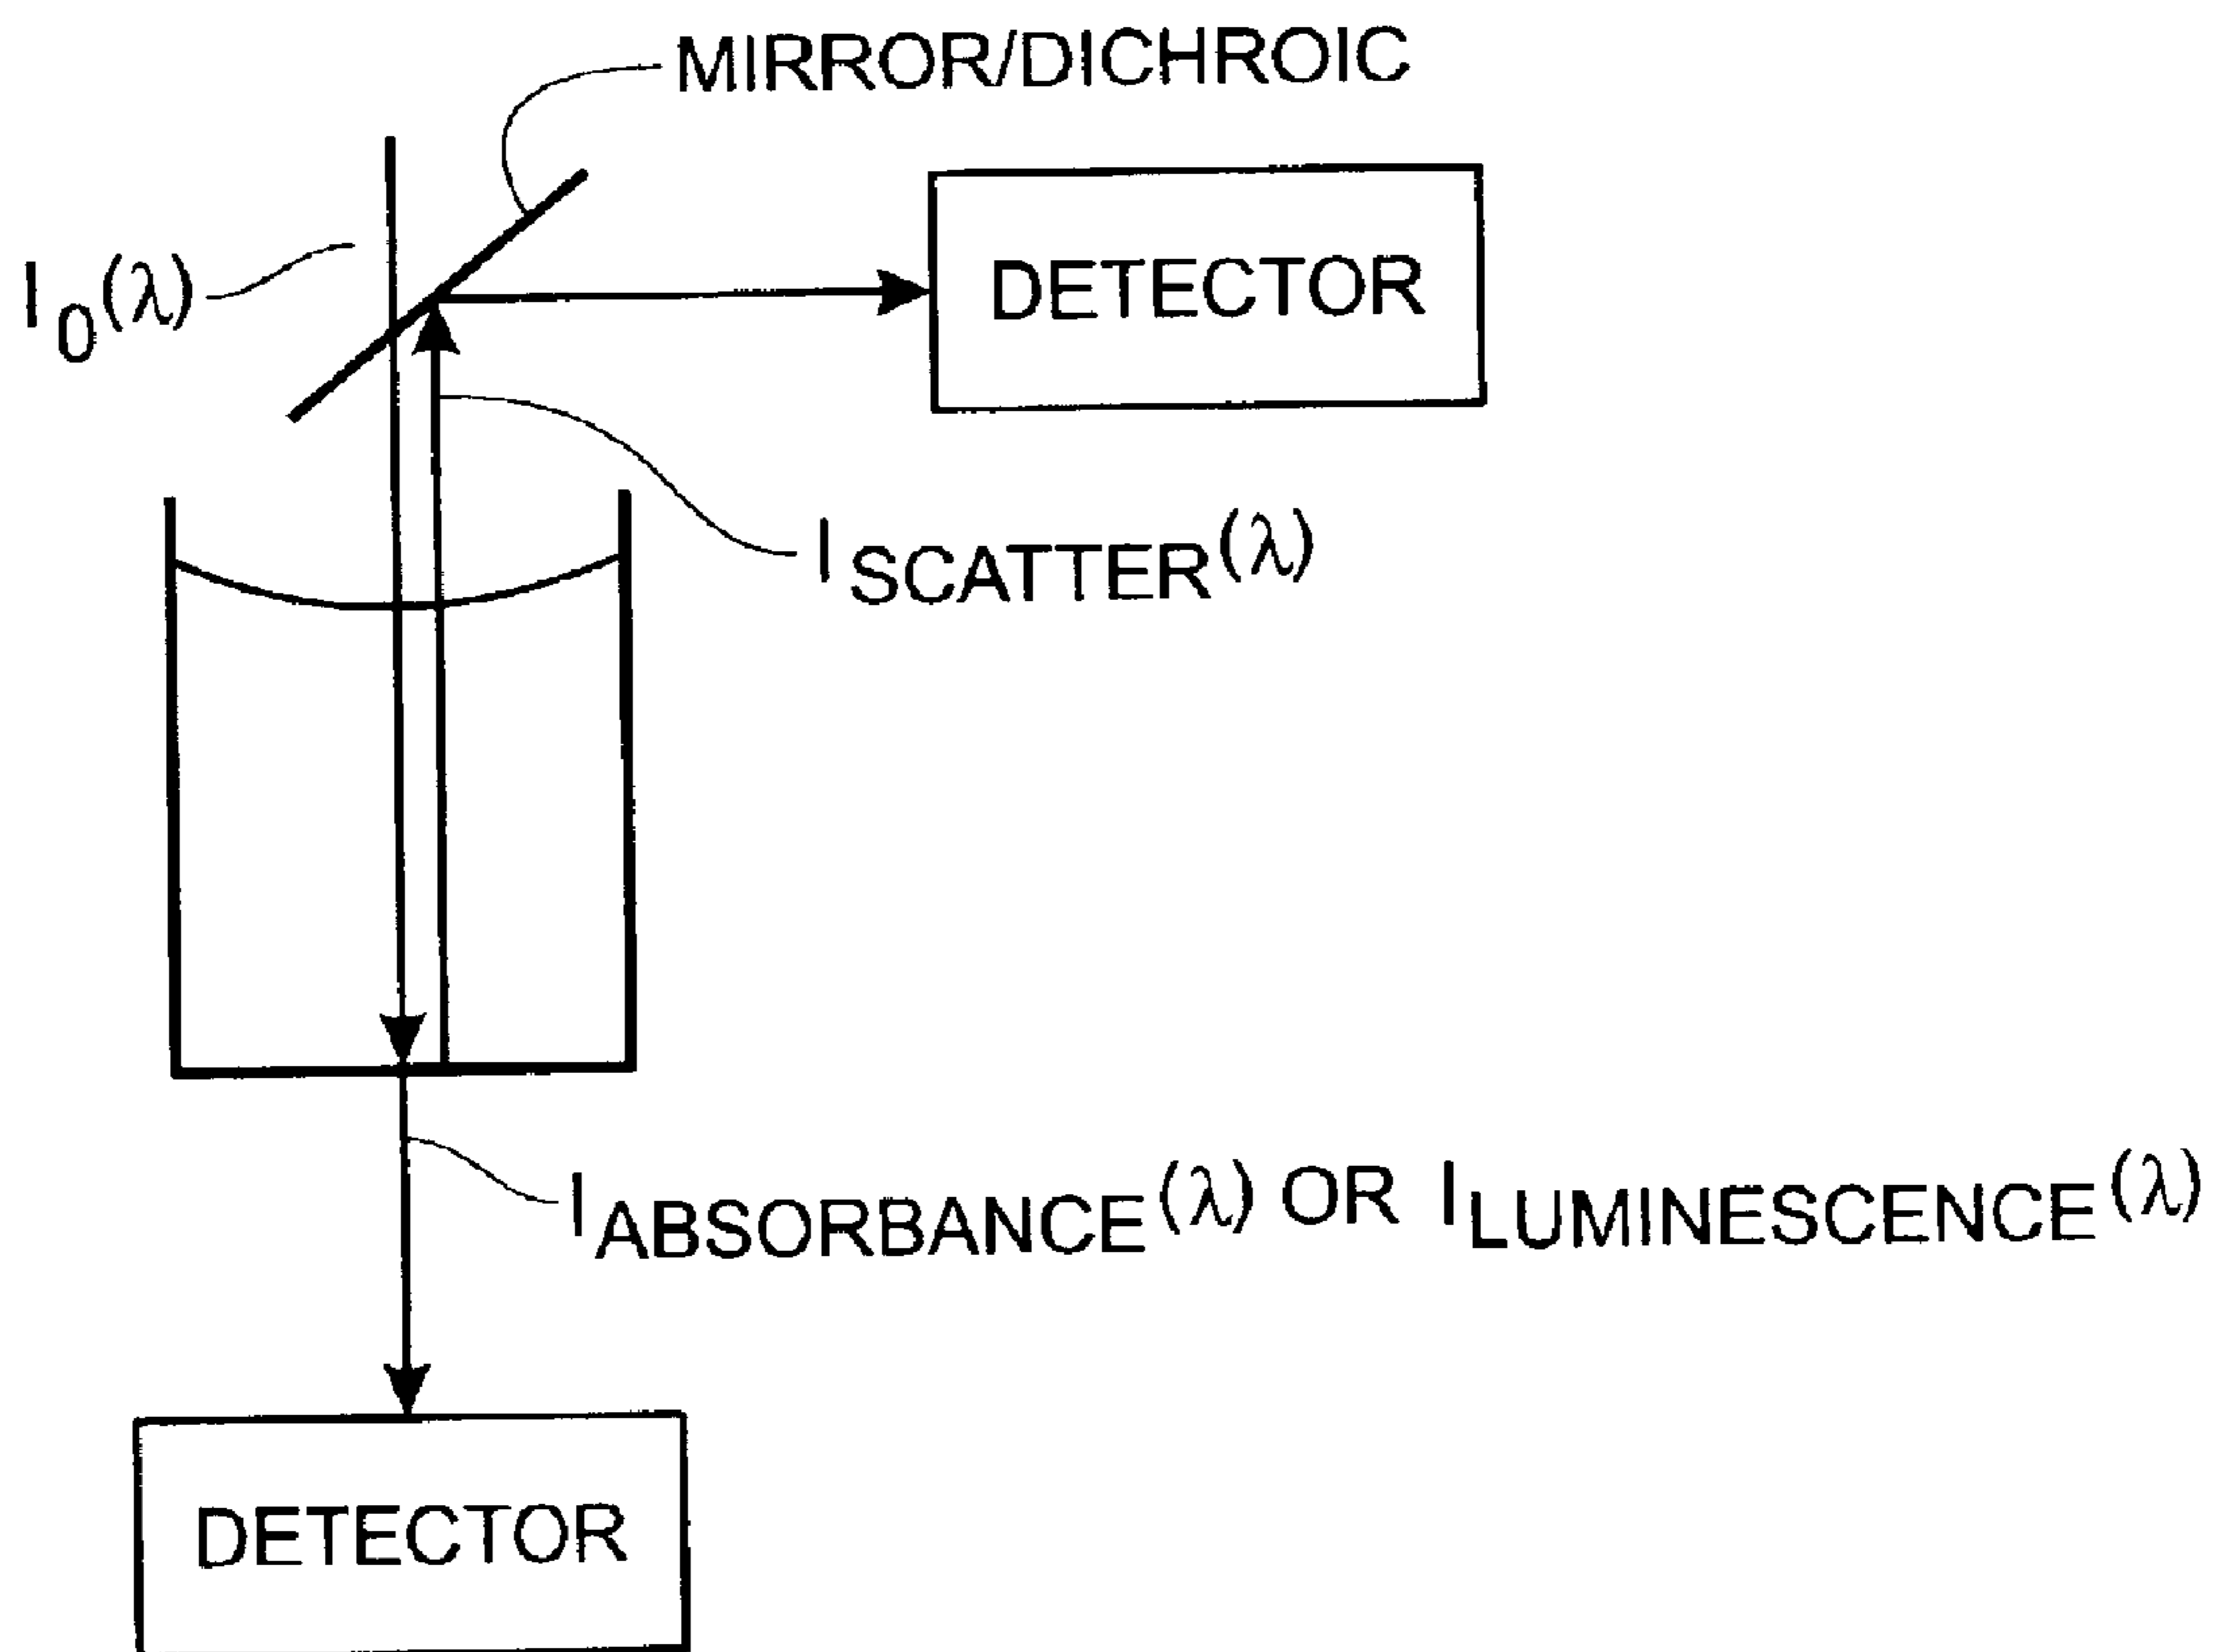 MIRROR/DICHROIC
I0(λ)
DETECTOR
ISCATTER(λ)
IABSORBANCE(λ) OR ILUMINESCENCE(λ)
DETECTOR